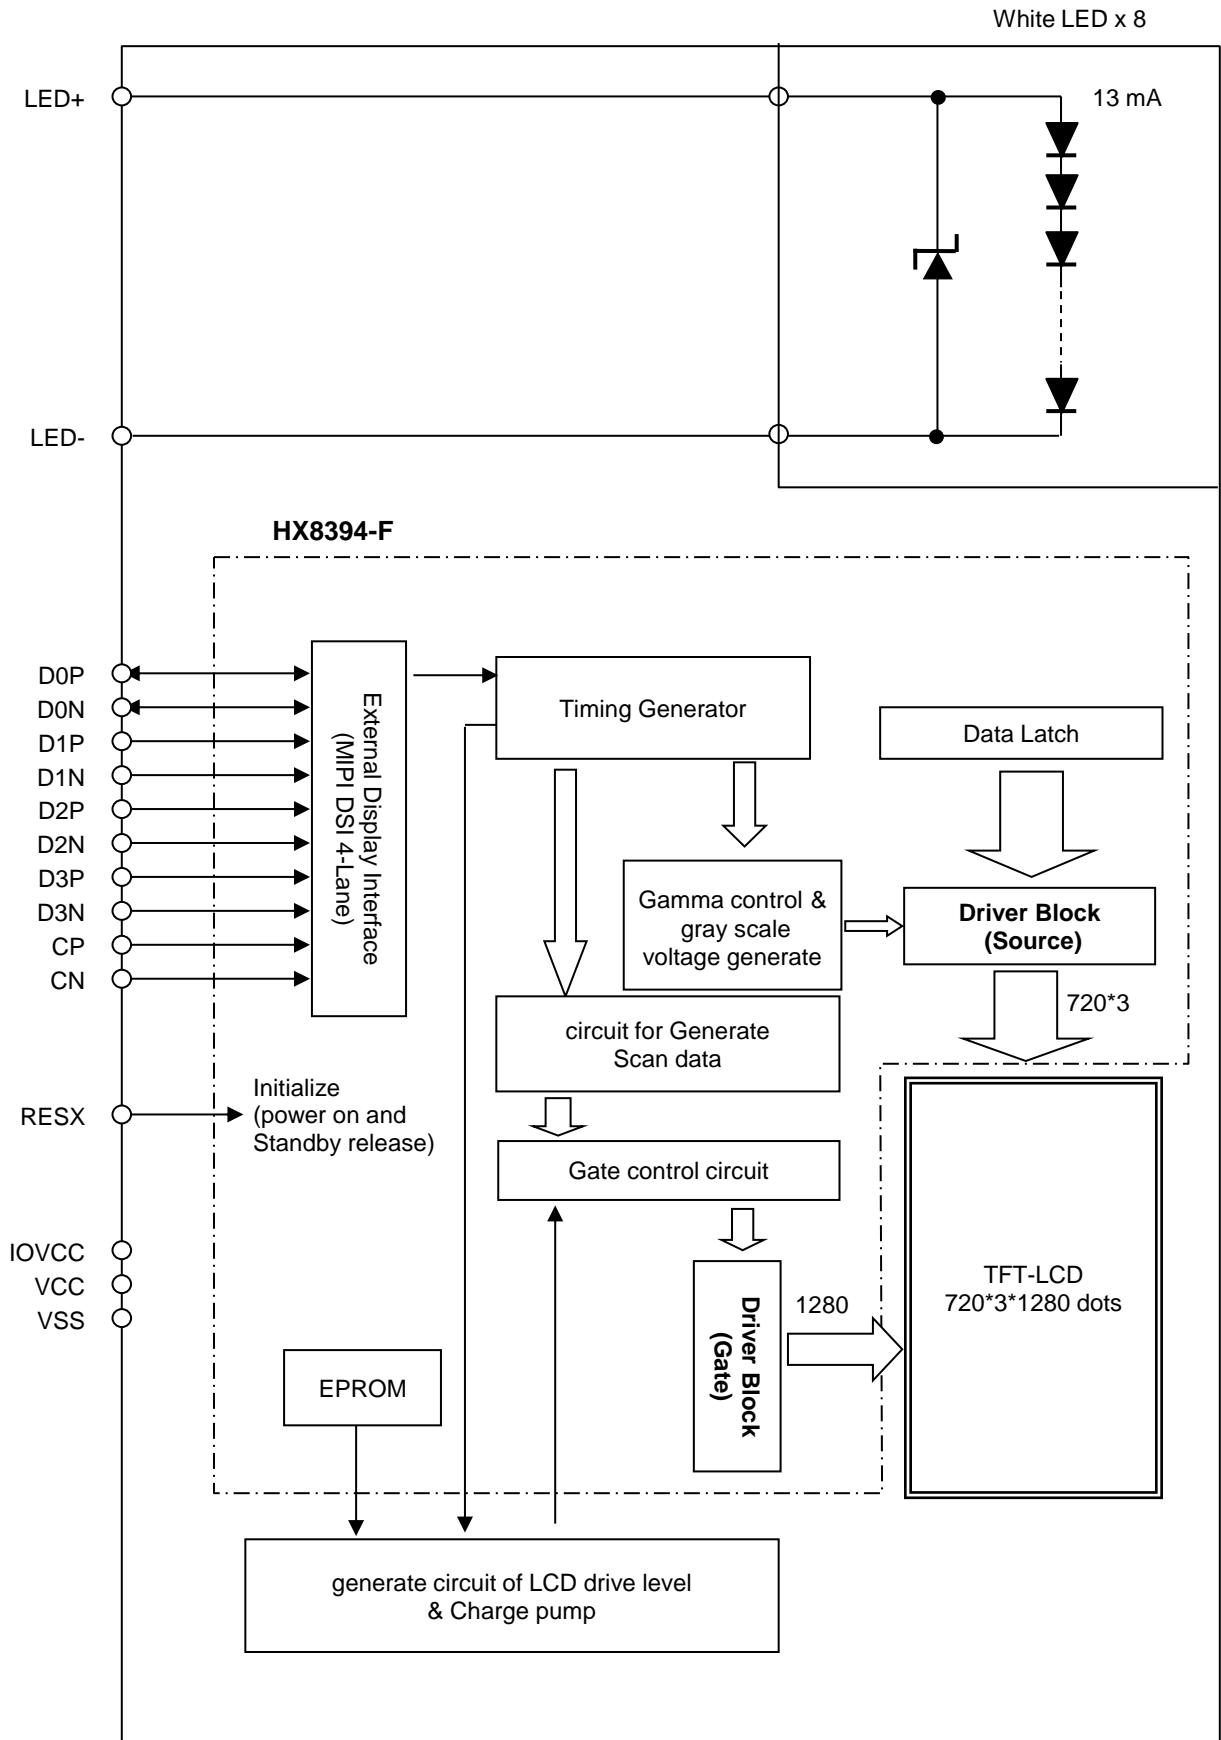 White LED x 8
LED+
13 mA
LED-
HX8394-F
D0P
D0N
D1P
D1N
D2P
D2N
D3P
D3N
CP
CN
External Display Interface
(MIPI DSI 4-Lane)
Timing Generator
Data Latch
Gamma control &
gray scale
voltage generate
Driver Block
(Source)
720*3
circuit for Generate
Scan data
RESX
Initialize
(power on and
Standby release)
Gate control circuit
IOVCC
VCC
VSS
Driver Block
(Gate)
1280
TFT-LCD
720*3*1280 dots
EPROM
generate circuit of LCD drive level
& Charge pump